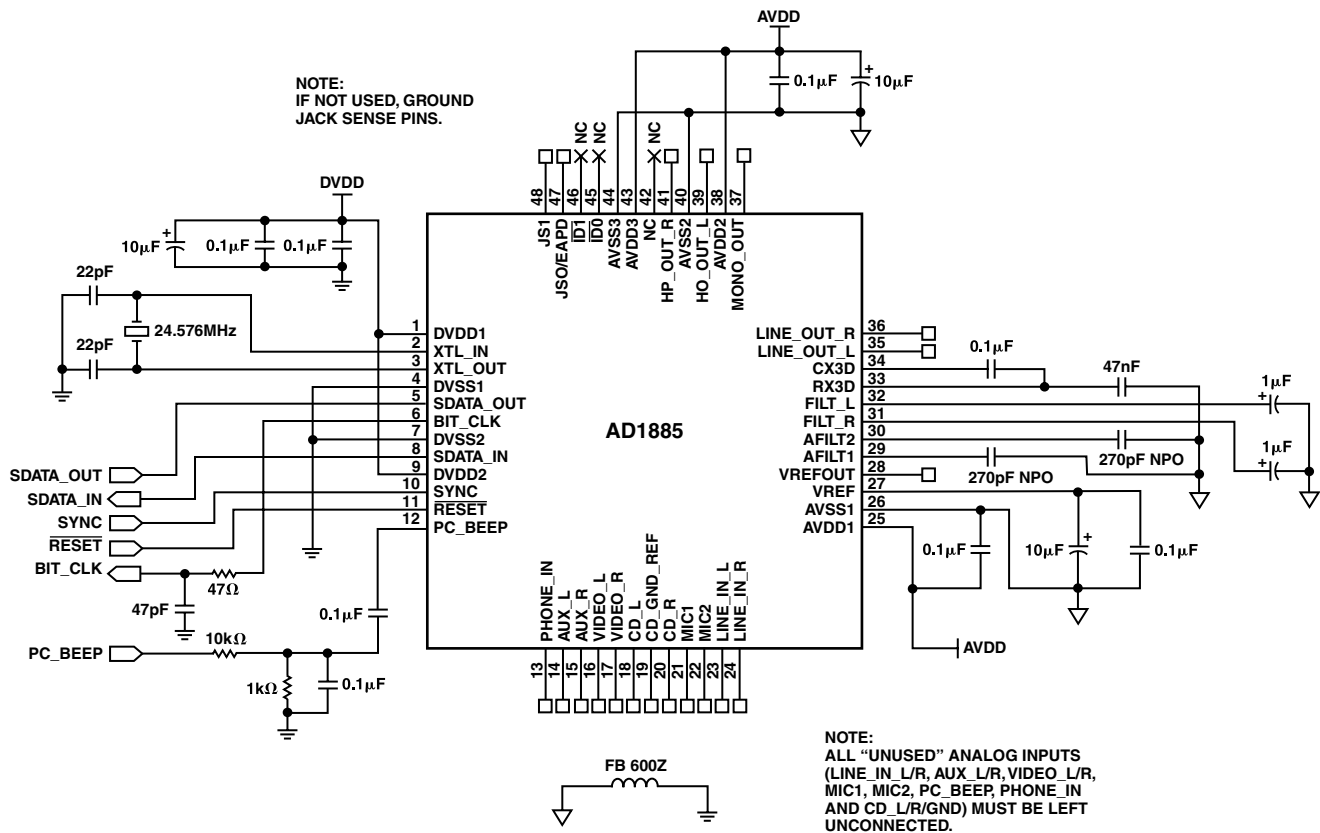 AVDD
NOTE:
IF NOT USED, GROUND
JACK SENSE PINS.
0.1µF
+
10µF
NC
NC
NC
DVDD
48
47
46
45
44
43
42
41
40
39
38
37
JS1
JSO/EAPD
ID1
ID0
AVSS3
AVDD3
NC
HP_OUT_R
AVSS2
HO_OUT_L
AVDD2
MONO_OUT
10µF
+
0.1µF
0.1µF
22pF
24.576MHz
22pF
1 DVDD1
2 XTL_IN
3 XTL_OUT
4 DVSS1
5 SDATA_OUT
6 BIT_CLK
7 DVSS2
8 SDATA_IN
9 DVDD2
10 SYNC
11 RESET
12 PC_BEEP
AD1885
LINE_OUT_R 36
LINE_OUT_L 35
CX3D 34
RX3D 33
FILT_L 32
FILT_R 31
AFILT2 30
AFILT1 29
VREFOUT 28
VREF 27
AVSS1 26
AVDD1 25
0.1µF
47nF
1µF
+
1µF
+
270pF NPO
270pF NPO
SDATA_OUT
SDATA_IN
SYNC
RESET
BIT_CLK
47Ω
47pF
0.1µF
10kΩ
PC_BEEP
1kΩ
0.1µF
0.1µF
10µF
+
0.1µF
AVDD
PHONE_IN
AUX_L
AUX_R
VIDEO_L
VIDEO_R
CD_L
CD_GND_REF
CD_R
MIC1
MIC2
LINE_IN_L
LINE_IN_R
13
14
15
16
17
18
19
20
21
22
23
24
FB 600Z
NOTE:
ALL “UNUSED” ANALOG INPUTS
(LINE_IN_L/R, AUX_L/R, VIDEO_L/R,
MIC1, MIC2, PC_BEEP, PHONE_IN
AND CD_L/R/GND) MUST BE LEFT
UNCONNECTED.